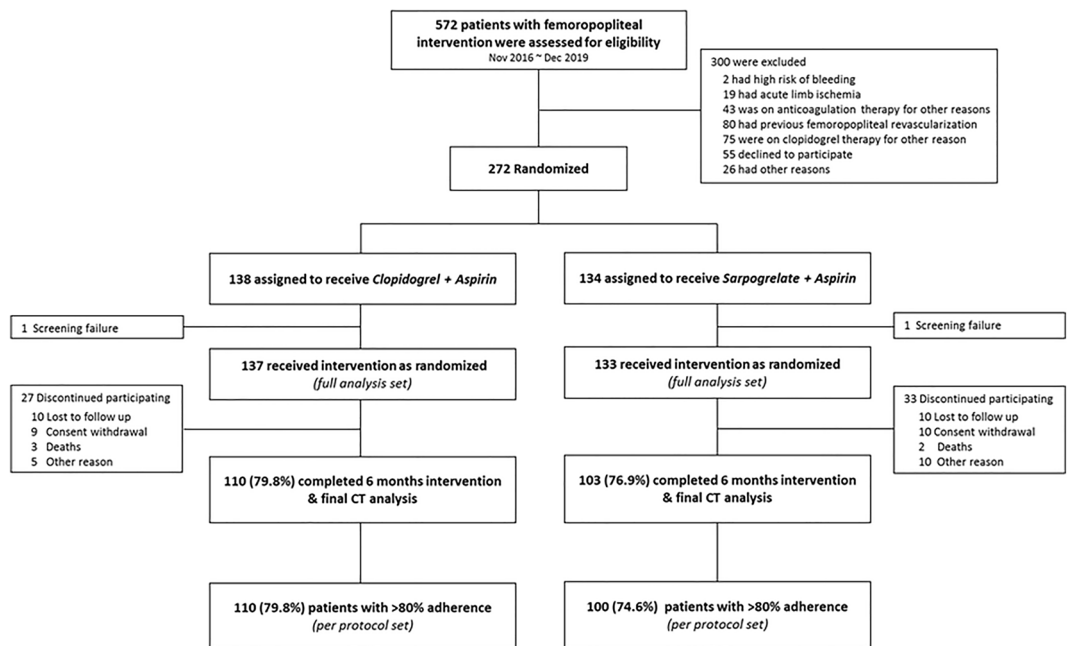 572 patients with femoropopliteal
intervention were assessed for eligibility
Nov 2016 ~ Dec 2019
300 were excluded
2 had high risk of bleeding
19 had acute limb ischemia
43 was on anticoagulation therapy for other reasons
80 had previous femoropopliteal revascularization
75 were on clopidogrel therapy for other reason
55 declined to participate
26 had other reasons
272 Randomized
138 assigned to receive Clopidogrel + Aspirin
134 assigned to receive Sarpogrelate + Aspirin
1 Screening failure
1 Screening failure
137 received intervention as randomized
(full analysis set)
133 received intervention as randomized
(full analysis set)
27 Discontinued participating
10 Lost to follow up
9 Consent withdrawal
3 Deaths
5 Other reason
33 Discontinued participating
10 Lost to follow up
10 Consent withdrawal
2 Deaths
10 Other reason
110 (79.8%) completed 6 months intervention
& final CT analysis
103 (76.9%) completed 6 months intervention
& final CT analysis
110 (79.8%) patients with >80% adherence
(per protocol set)
100 (74.6%) patients with >80% adherence
(per protocol set)